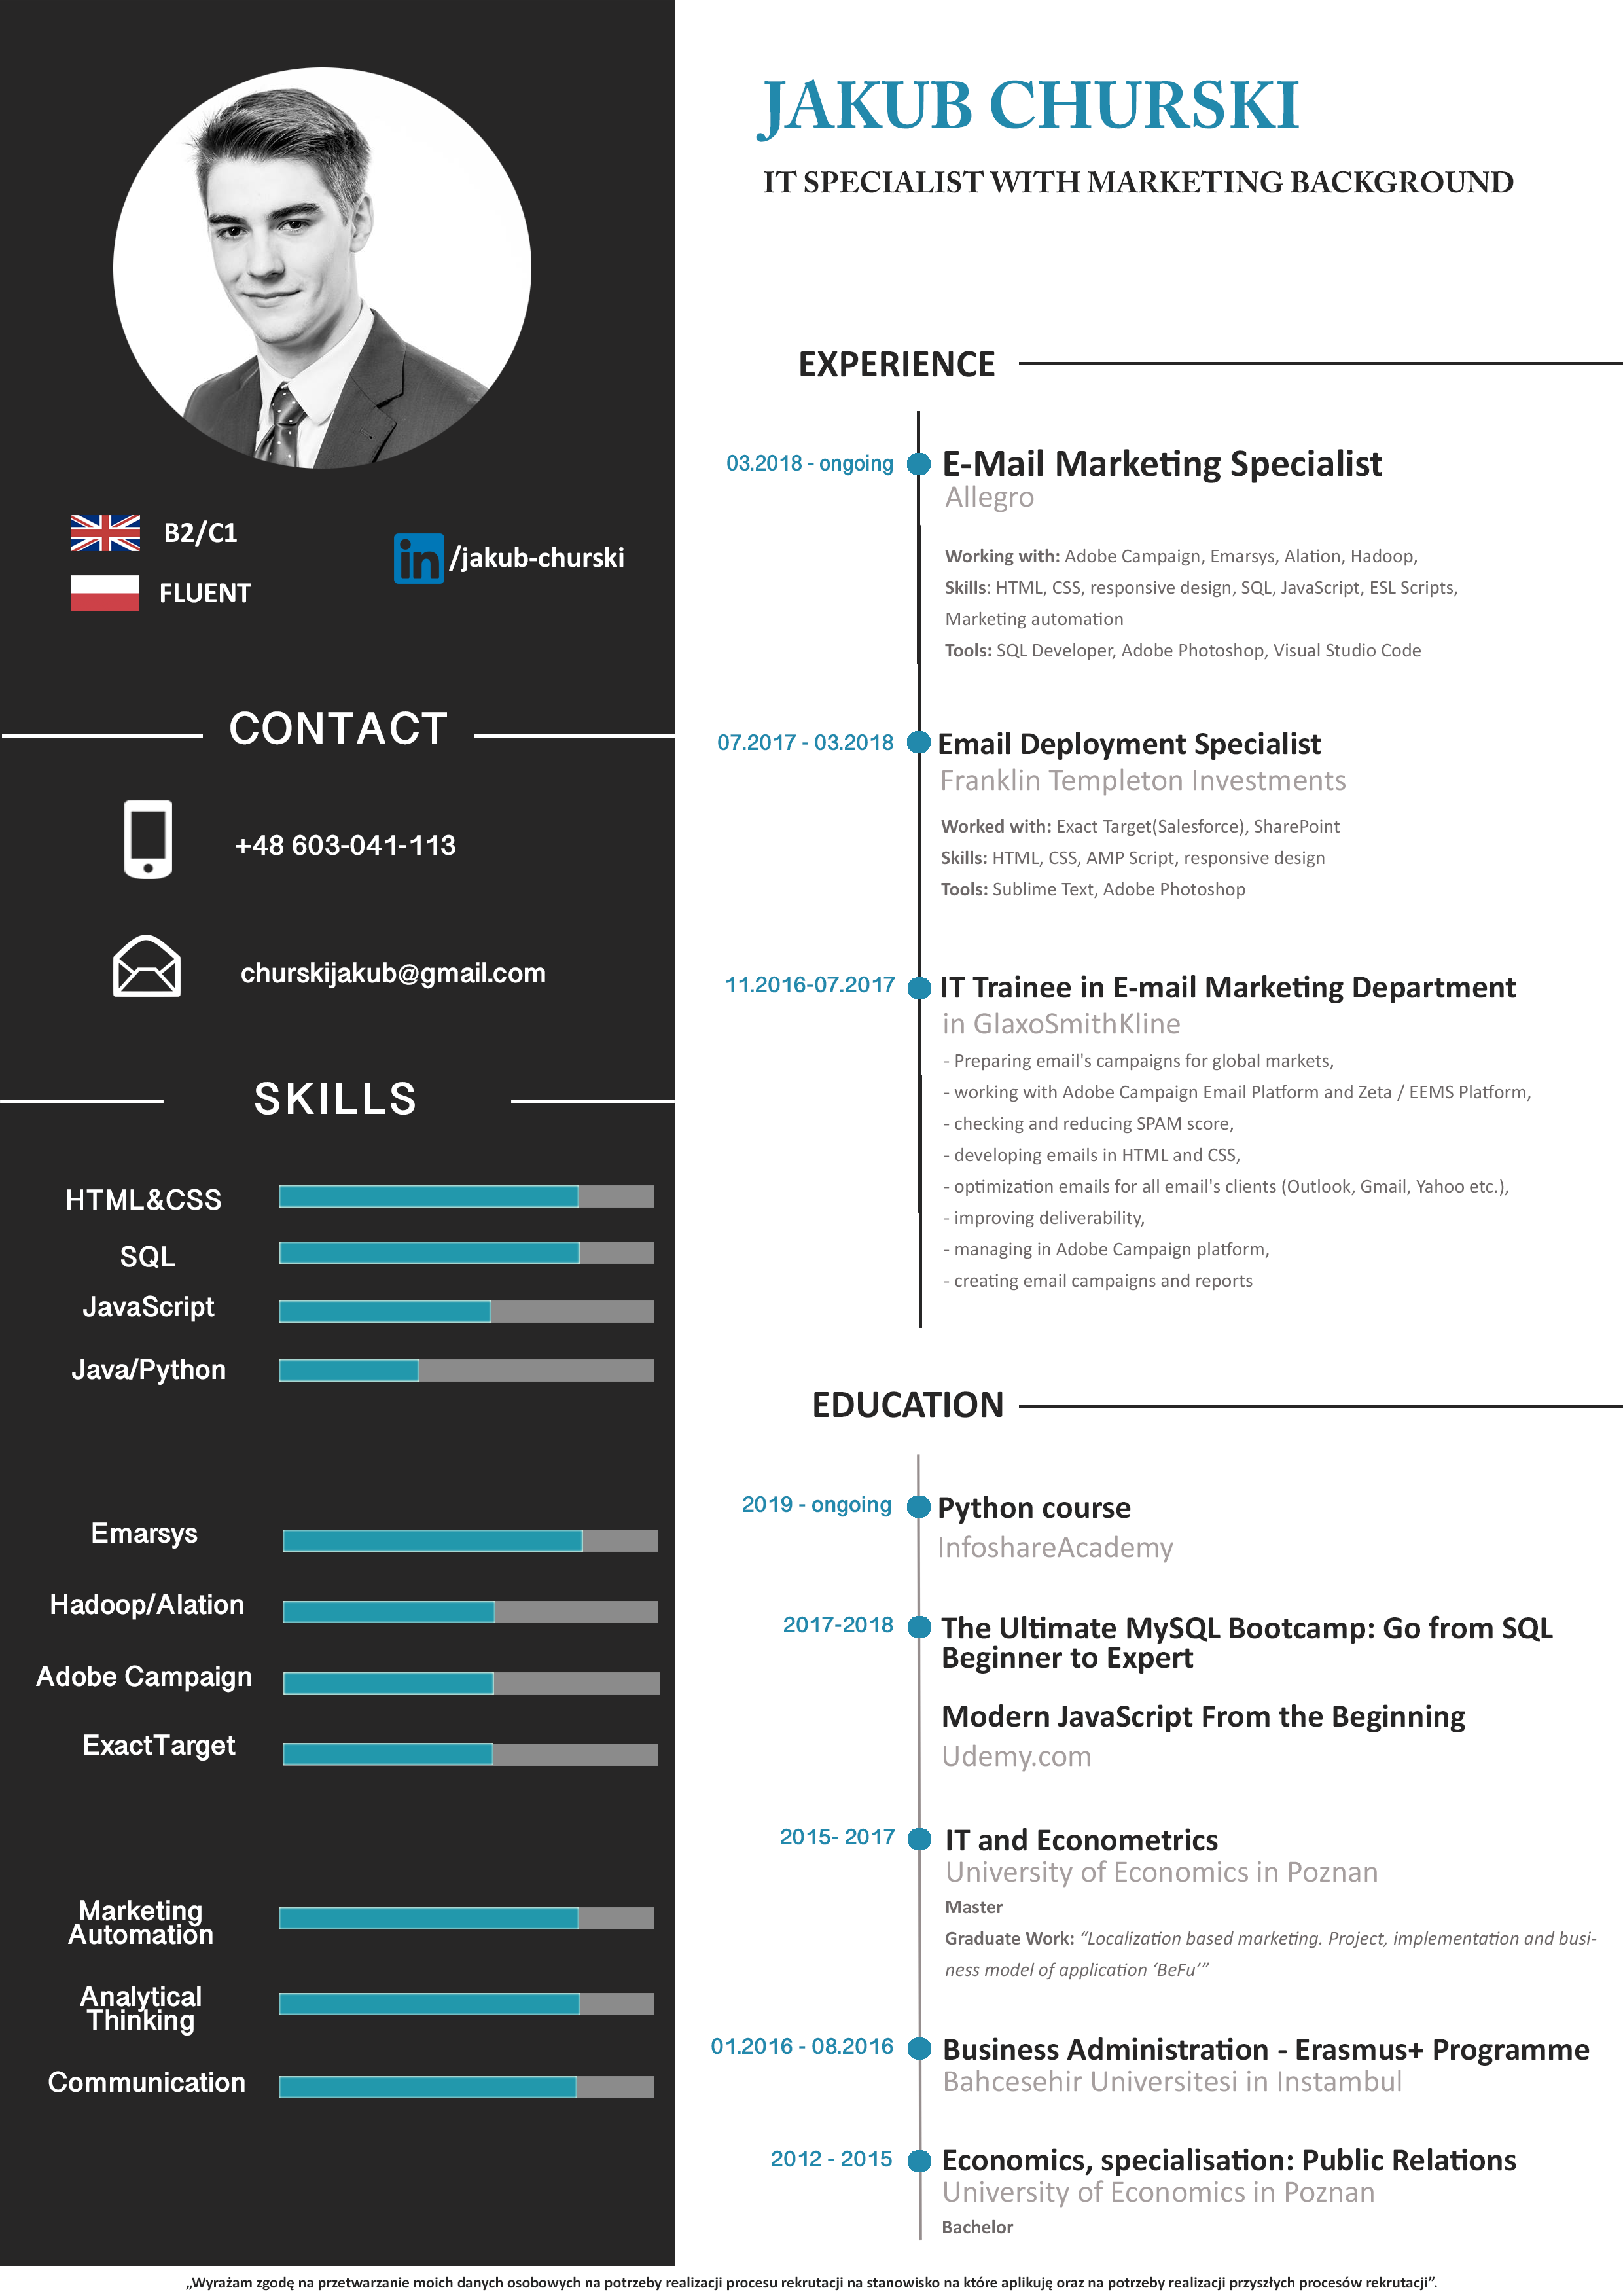 JAKUB CHURSKI
IT SPECIALIST WITH MARKETING BACKGROUND
B2/C1
FLUENT
in /jakub-churski
CONTACT
+48 603-041-113
churskijakub@gmail.com
SKILLS
HTML&CSS
SQL
JavaScript
Java/Python
Emarsys
Hadoop/Alation
Adobe Campaign
ExactTarget
Marketing
Automation
Analytical
Thinking
Communication
EXPERIENCE
03.2018 - ongoing
E-Mail Marketing Specialist
Allegro
Working with: Adobe Campaign, Emarsys, Alation, Hadoop,
Skills: HTML, CSS, responsive design, SQL, JavaScript, ESL Scripts,
Marketing automation
Tools: SQL Developer, Adobe Photoshop, Visual Studio Code
07.2017 - 03.2018
Email Deployment Specialist
Franklin Templeton Investments
Worked with: Exact Target(Salesforce), SharePoint
Skills: HTML, CSS, AMP Script, responsive design
Tools: Sublime Text, Adobe Photoshop
11.2016-07.2017
IT Trainee in E-mail Marketing Department
in GlaxoSmithKline
- Preparing email's campaigns for global markets,
- working with Adobe Campaign Email Platform and Zeta / EEMS Platform,
- checking and reducing SPAM score,
- developing emails in HTML and CSS,
- optimization emails for all email's clients (Outlook, Gmail, Yahoo etc.),
- improving deliverability,
- managing in Adobe Campaign platform,
- creating email campaigns and reports
EDUCATION
2019 - ongoing
Python course
InfoshareAcademy
2017-2018
The Ultimate MySQL Bootcamp: Go from SQL
Beginner to Expert
Modern JavaScript From the Beginning
Udemy.com
2015- 2017
IT and Econometrics
University of Economics in Poznan
Master
Graduate Work: “Localization based marketing. Project, implementation and busi-
ness model of application ‘BeFu’”
01.2016 - 08.2016
Business Administration - Erasmus+ Programme
Bahcesehir Universitesi in Instambul
2012 - 2015
Economics, specialisation: Public Relations
University of Economics in Poznan
Bachelor
„Wyrażam zgodę na przetwarzanie moich danych osobowych na potrzeby realizacji procesu rekrutacji na stanowisko na które aplikuję oraz na potrzeby realizacji przyszłych procesów rekrutacji”.